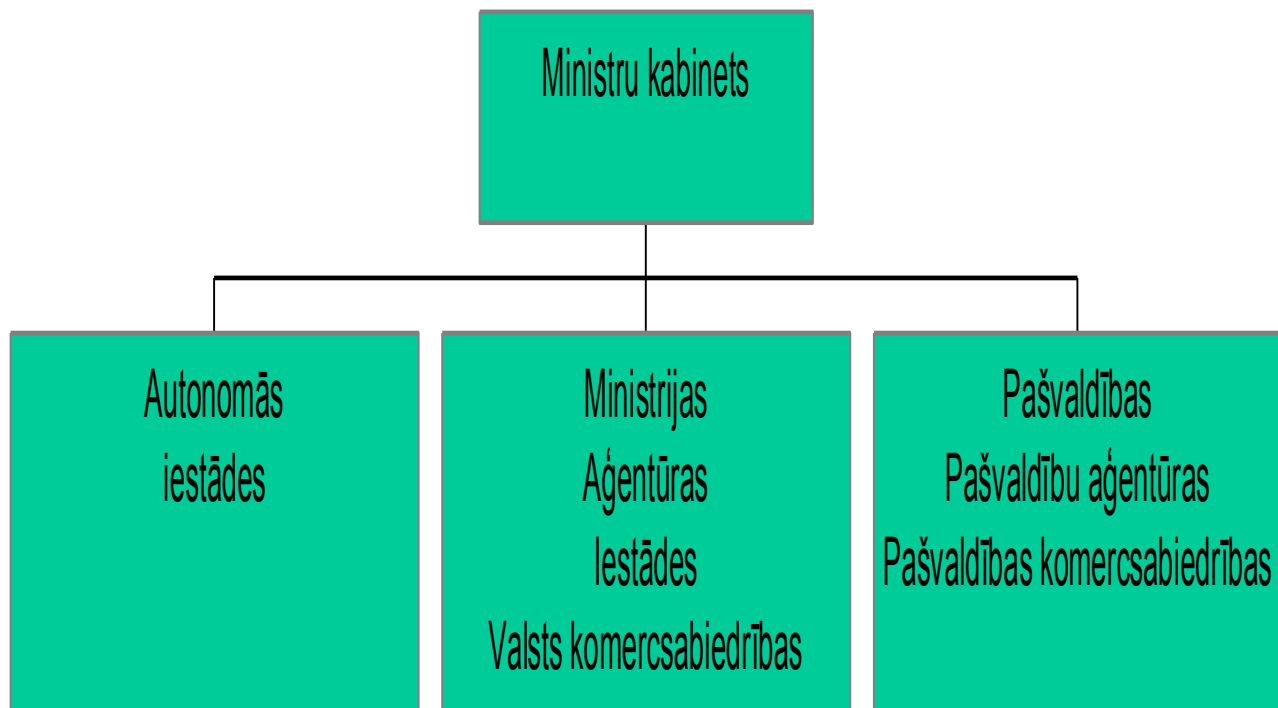 Ministru kabinets
Autonomās
iestādes
Ministrijas
Aģentūras
Iestādes
Valsts komercsabiedrības
Pašvaldības
Pašvaldību aģentūras
Pašvaldības komercsabiedrības